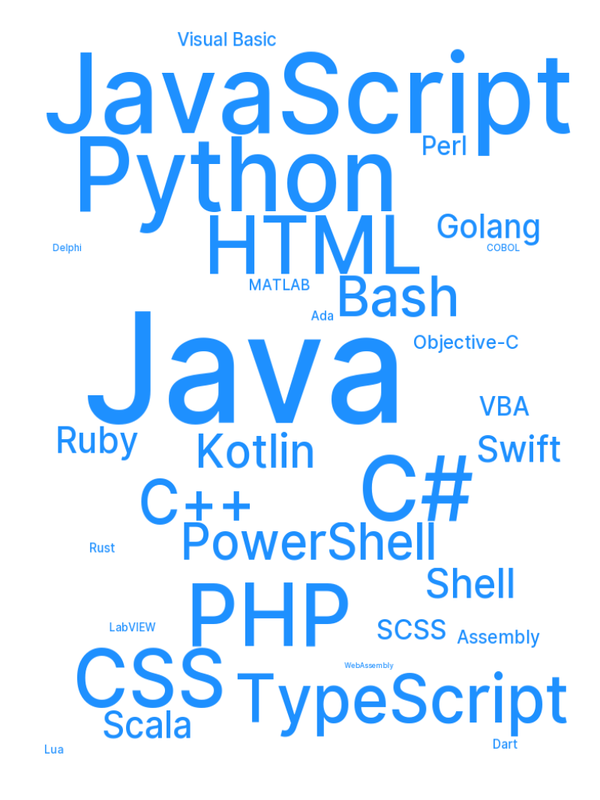 Visual Basic
JavaScript
Perl
Python
Golang
Delphi
HTML
COBOL
MATLAB
Bash
Ada
Java
Objective-C
VBA
Ruby
Kotlin
Swift
C#
C++
PowerShell
Rust
Shell
PHP
LabVIEW
SCSS
Assembly
WebAssembly
CSS
TypeScript
Scala
Dart
Lua